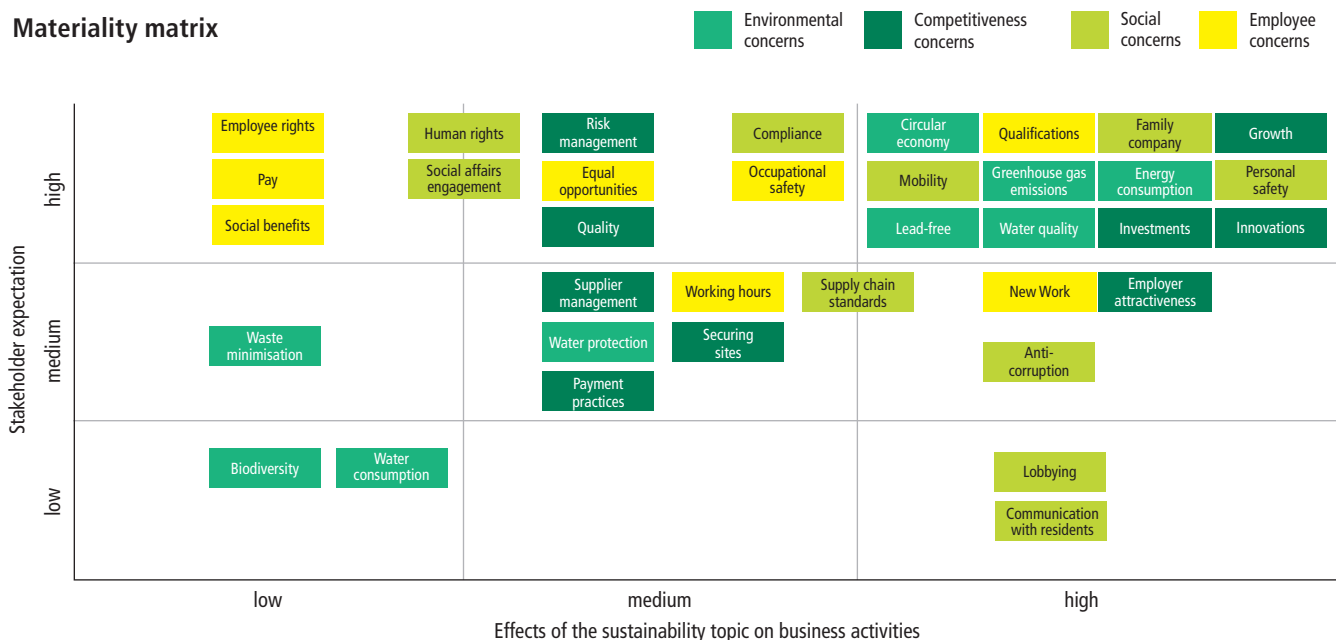 Materiality matrix
Environmental
concerns
Competitiveness
concerns
Social
concerns
Employee
concerns
Stakeholder expectation
high
medium
low
Employee rights
Human rights
Risk
management
Compliance
Circular
economy
Qualifications
Family
company
Growth
Pay
Social affairs
engagement
Equal
opportunities
Occupational
safety
Mobility
Greenhouse gas
emissions
Energy
consumption
Personal
safety
Social benefits
Quality
Lead-free
Water quality
Investments
Innovations
Supplier
management
Working hours
Supply chain
standards
New Work
Employer
attractiveness
Waste
minimisation
Water protection
Securing
sites
Anti-
corruption
Payment
practices
Biodiversity
Water
consumption
Lobbying
Communication
with residents
low
medium
high
Effects of the sustainability topic on business activities